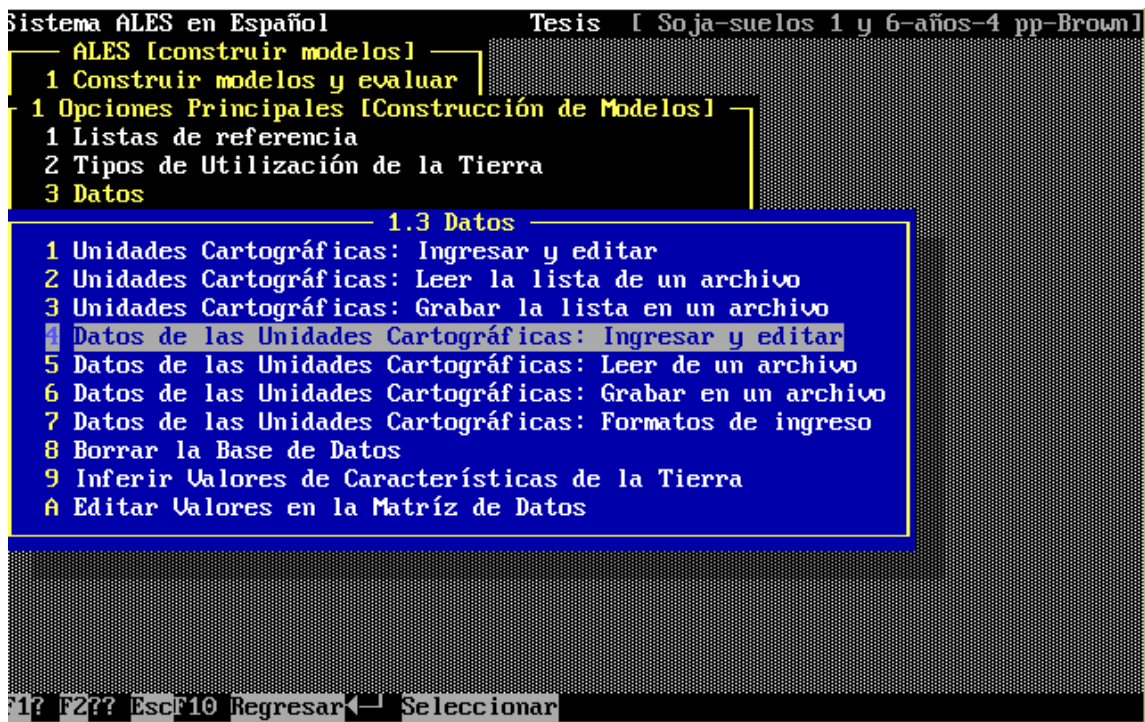 Sistema ALES en Español Tesis [ Soja-suelos 1 y 6-años-4 pp-Brown]
ALES [construir modelos]
1 Construir modelos y evaluar
1 Opciones Principales [Construcción de Modelos]
1 Listas de referencia
2 Tipos de Utilización de la Tierra
3 Datos
1.3 Datos
1 Unidades Cartográficas: Ingresar y editar
2 Unidades Cartográficas: Leer la lista de un archivo
3 Unidades Cartográficas: Grabar la lista en un archivo
4 Datos de las Unidades Cartográficas: Ingresar y editar
5 Datos de las Unidades Cartográficas: Leer de un archivo
6 Datos de las Unidades Cartográficas: Grabar en un archivo
7 Datos de las Unidades Cartográficas: Formatos de ingreso
8 Borrar la Base de Datos
9 Inferir Valores de Características de la Tierra
A Editar Valores en la Matríz de Datos
F1? F2?? EscF10 Regresar◄─┘ Seleccionar